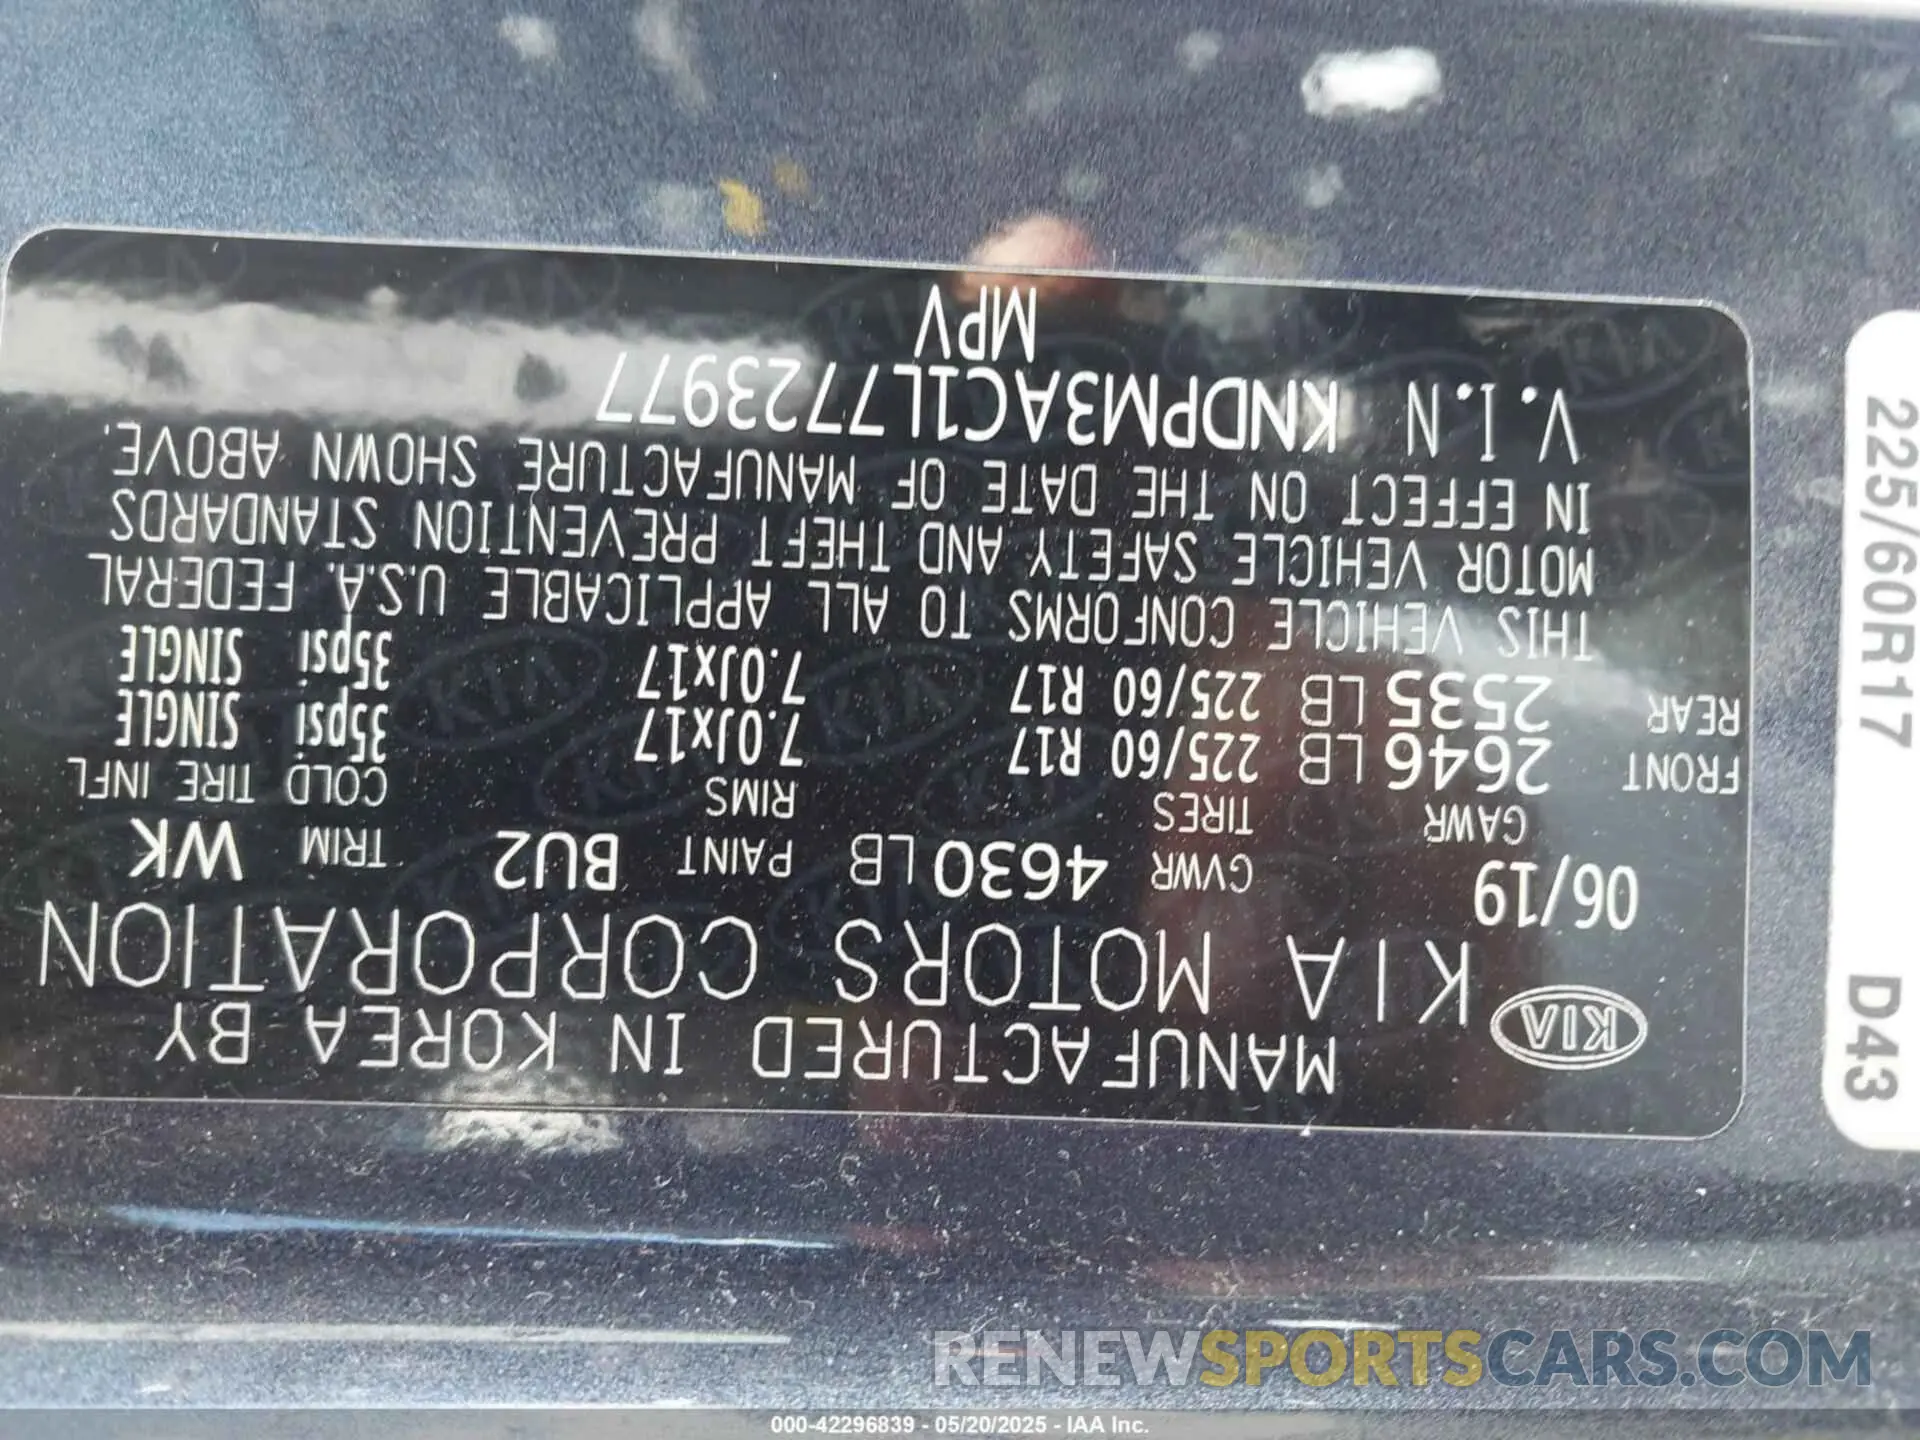 MANUFACTURED IN KOREA BY
KIA KIA MOTORS CORPORATION
06/19 GVWR 4630 LB PAINT BU2 TRIM WK
GAWR TIRES RIMS COLD TIRE INFL
FRONT 2646 LB 225/60 R17 7.0Jx17 35psi SINGLE
REAR 2535 LB 225/60 R17 7.0Jx17 35psi SINGLE
THIS VEHICLE CONFORMS TO ALL APPLICABLE U.S.A. FEDERAL
MOTOR VEHICLE SAFETY AND THEFT PREVENTION STANDARDS
IN EFFECT ON THE DATE OF MANUFACTURE SHOWN ABOVE.
V.I.N KNDPM3AC1L7723977
MPV
225/60R17 D43
RENEWSPORTSCARS.COM
000-42296839 - 05/20/2025 - IAA Inc.